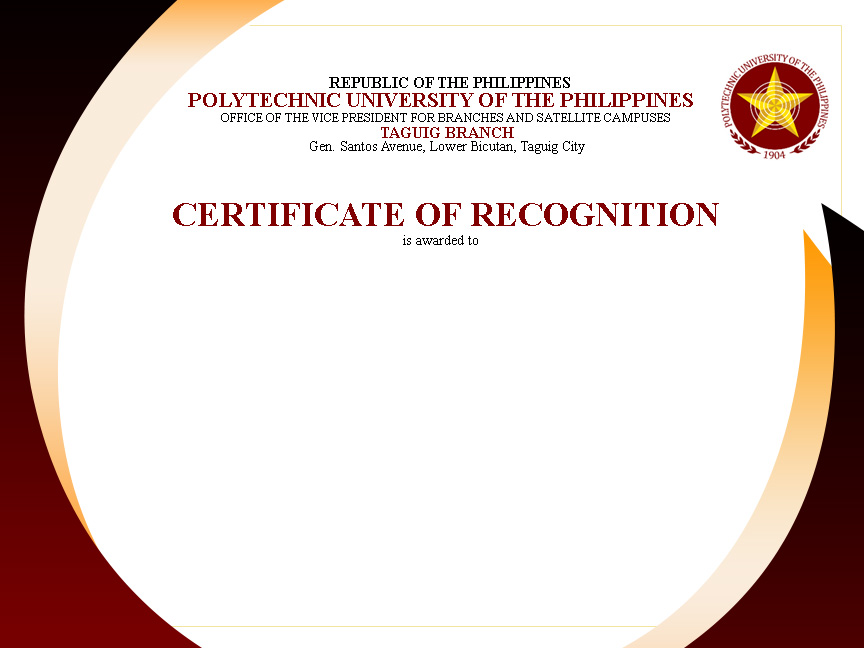 REPUBLIC OF THE PHILIPPINES
POLYTECHNIC UNIVERSITY OF THE PHILIPPINES
OFFICE OF THE VICE PRESIDENT FOR BRANCHES AND SATELLITE CAMPUSES
TAGUIG BRANCH
Gen. Santos Avenue, Lower Bicutan, Taguig City
POLYTECHNIC UNIVERSITY OF THE PHILIPPINES
1904
CERTIFICATE OF RECOGNITION
is awarded to